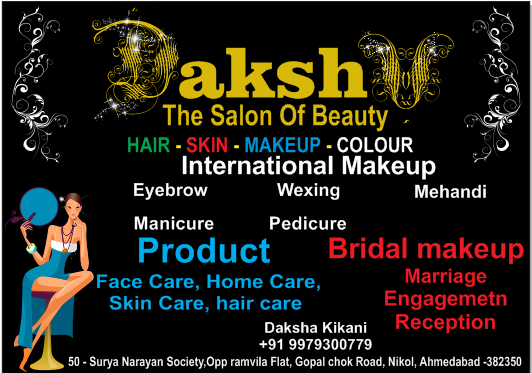 Daksh V
The Salon Of Beauty
HAIR - SKIN - MAKEUP - COLOUR
International Makeup
Eyebrow Wexing Mehandi
Manicure Pedicure
Product
Face Care, Home Care,
Skin Care, hair care
Bridal makeup
Marriage
Engagemetn
Reception
Daksha Kikani
+91 9979300779
50 - Surya Narayan Society,Opp ramvila Flat, Gopal chok Road, Nikol, Ahmedabad -382350